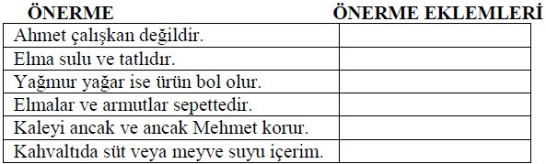 ÖNERME ÖNERME EKLEMLERİ
Ahmet çalışkan değildir.
Elma sulu ve tatlıdır.
Yağmur yağar ise ürün bol olur.
Elmalar ve armutlar sepettedir.
Kaleyi ancak ve ancak Mehmet korur.
Kahvaltıda süt veya meyve suyu içerim.